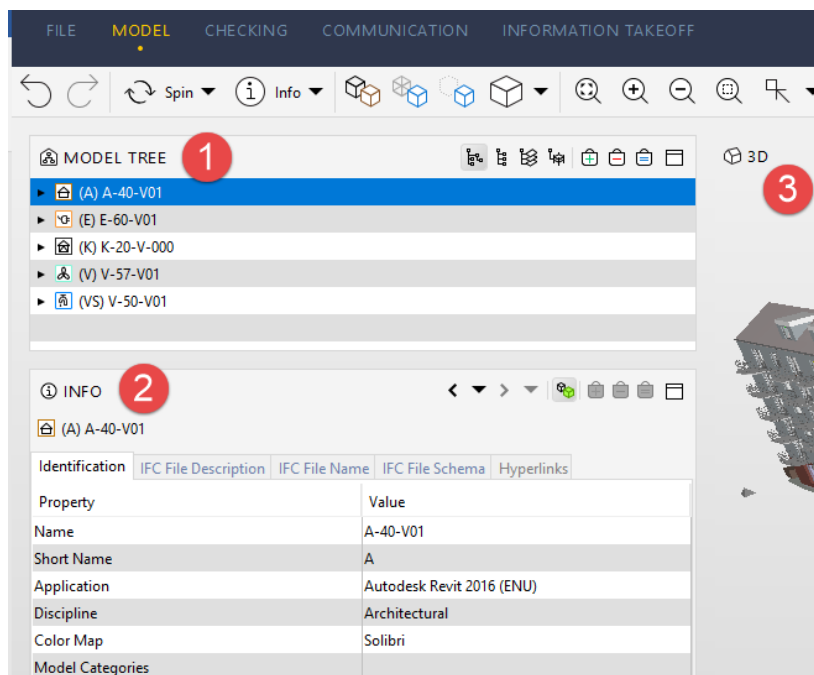 FILE MODEL CHECKING COMMUNICATION INFORMATION TAKEOFF
Spin Info
MODEL TREE 1
3D
3
(A) A-40-V01
(E) E-60-V01
(K) K-20-V-000
(V) V-57-V01
(VS) V-50-V01
INFO 2
(A) A-40-V01
Identification IFC File Description IFC File Name IFC File Schema Hyperlinks
Property Value
Name A-40-V01
Short Name A
Application Autodesk Revit 2016 (ENU)
Discipline Architectural
Color Map Solibri
Model Categories